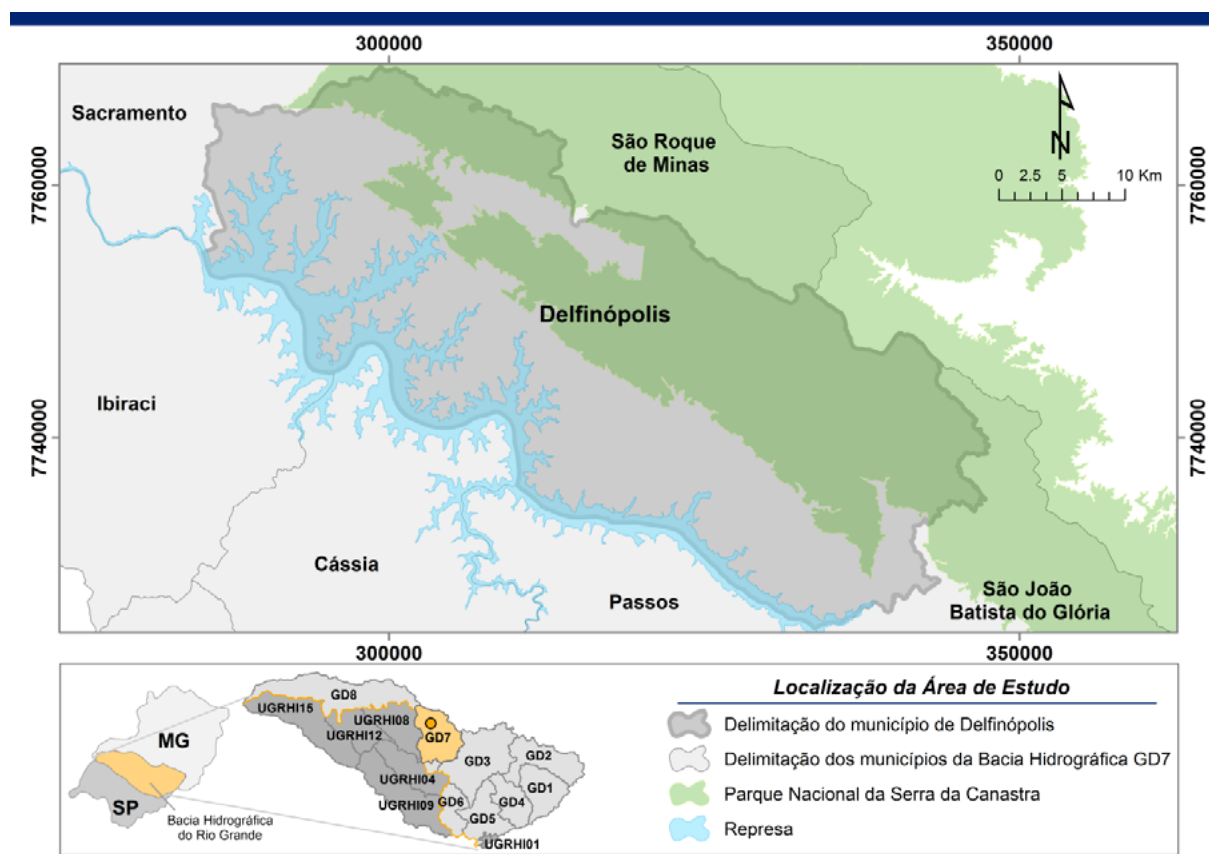 300000
350000
Sacramento
São Roque
de Minas
N
0 2.5 5 10 Km
7760000
7760000
Delfinópolis
Ibiraci
7740000
7740000
Cássia
Passos
São João
Batista do Glória
300000
350000
Localização da Área de Estudo
Delimitação do município de Delfinópolis
Delimitação dos municípios da Bacia Hidrográfica GD7
Parque Nacional da Serra da Canastra
Represa
MG
SP
Bacia Hidrográfica
do Rio Grande
GD8
UGRHI15
UGRHI08
UGRHI12
GD7
GD3
GD2
UGRHI04
GD1
UGRHI09
GD6
GD4
GD5
UGRHI01